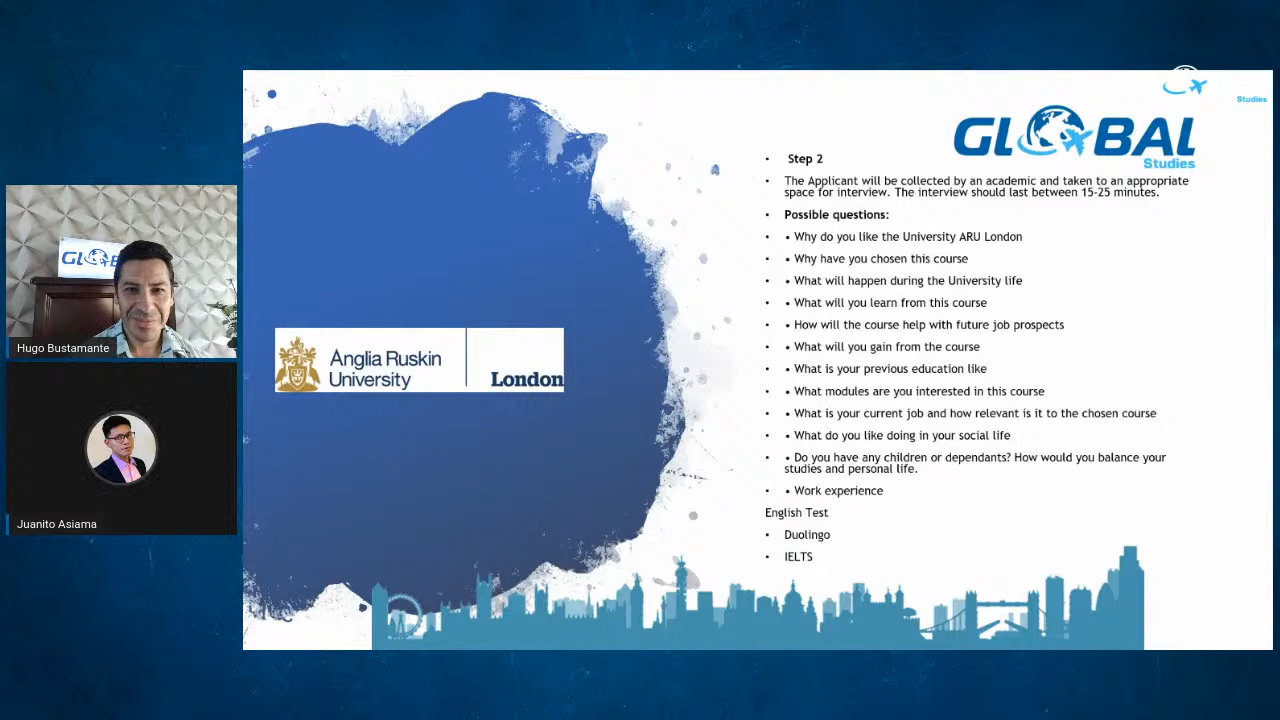 Studies
GLOBAL
Studies
• Step 2
• The Applicant will be collected by an academic and taken to an appropriate
space for interview. The interview should last between 15-25 minutes.
• Possible questions:
• • Why do you like the University ARU London
• • Why have you chosen this course
• • What will happen during the University life
• • What will you learn from this course
• • How will the course help with future job prospects
• • What will you gain from the course
• • What is your previous education like
• • What modules are you interested in this course
• • What is your current job and how relevant is it to the chosen course
• • What do you like doing in your social life
• • Do you have any children or dependants? How would you balance your
studies and personal life.
• • Work experience
English Test
• Duolingo
• IELTS
Anglia Ruskin
University
London
Hugo Bustamante
Juanito Asiama